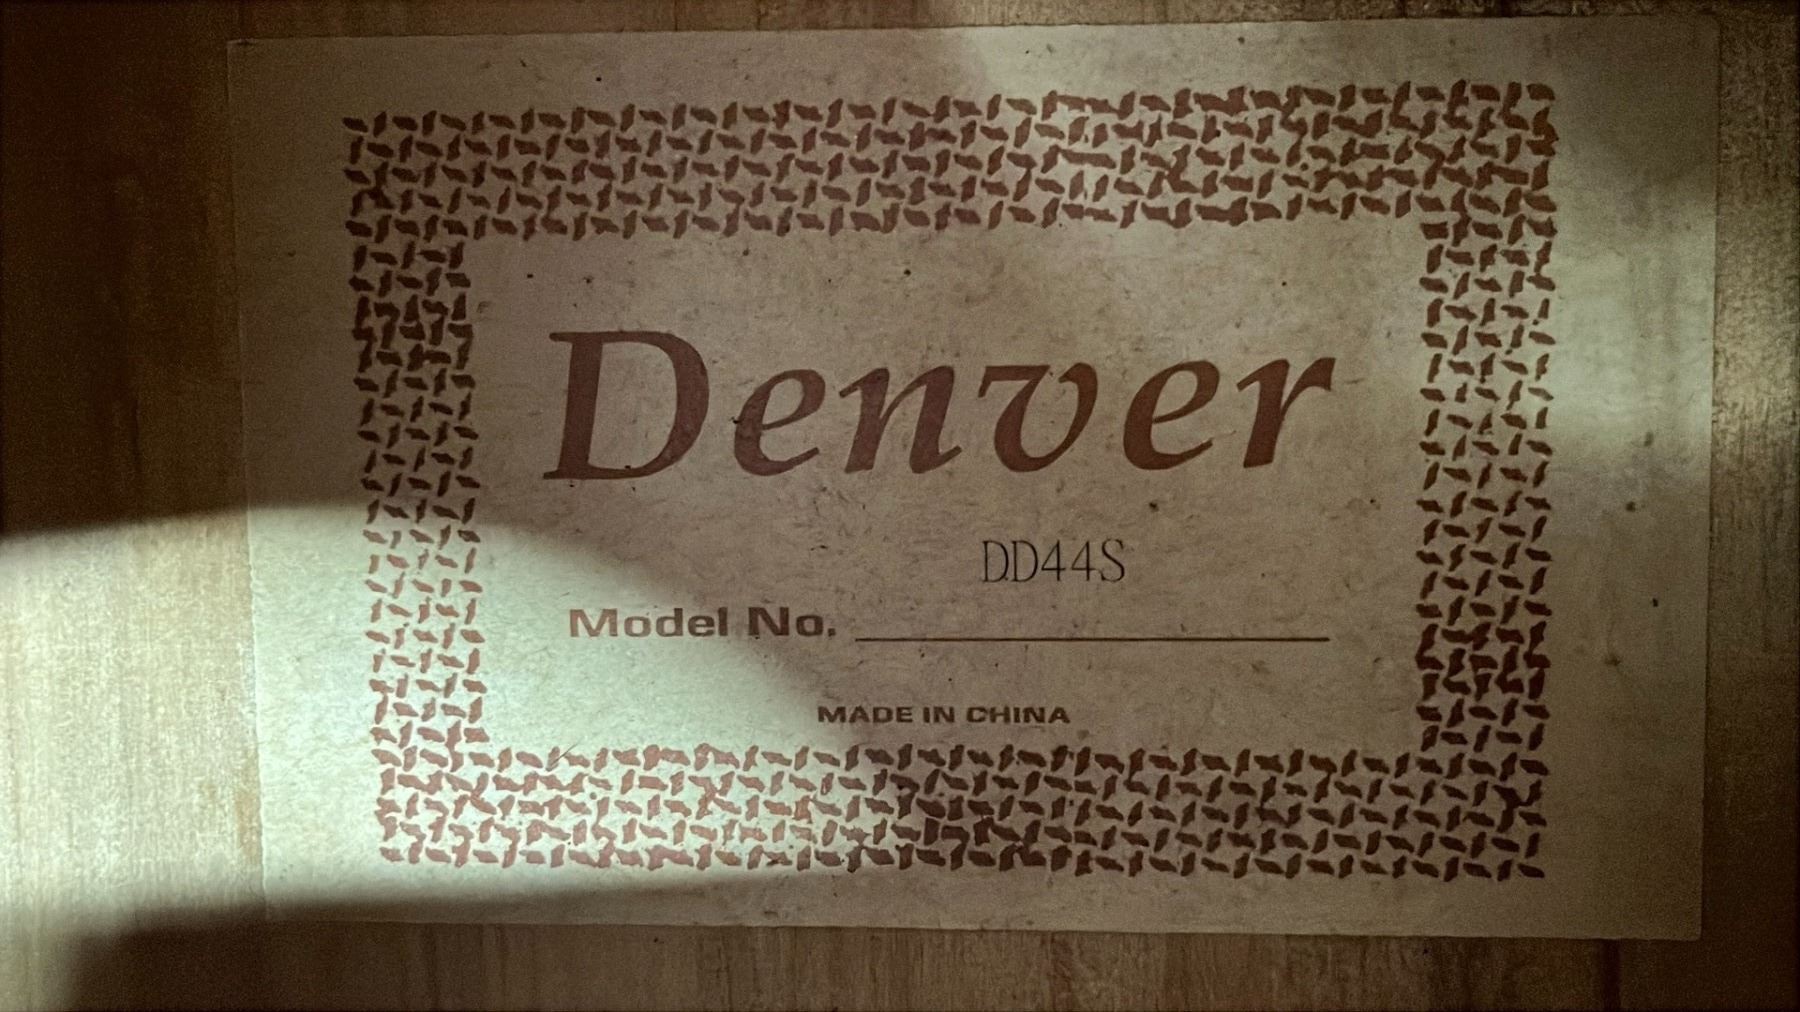 Denver
DD44S
Model No.
MADE IN CHINA